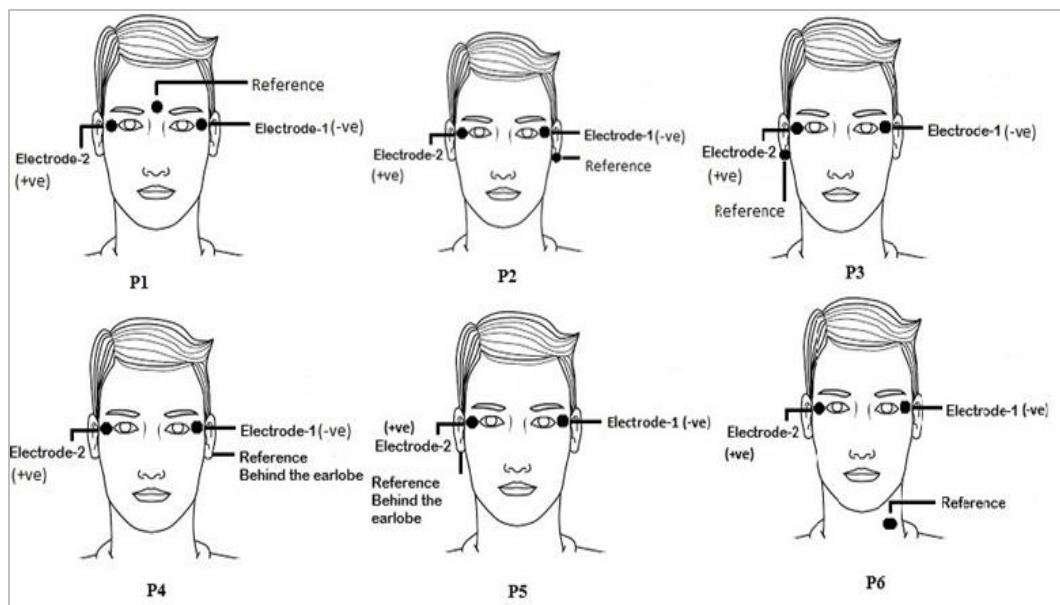 Reference
Electrode-1 (-ve)
Electrode-2
(+ve)
P1
Electrode-1 (-ve)
Electrode-2
(+ve)
Reference
P2
Electrode-1 (-ve)
Electrode-2
(+ve)
Reference
P3
Electrode-1 (-ve)
Electrode-2
(+ve)
Reference
Behind the earlobe
P4
(+ve)
Electrode-2
Electrode-1 (-ve)
Reference
Behind the
earlobe
P5
Electrode-1 (-ve)
Electrode-2
(+ve)
Reference
P6